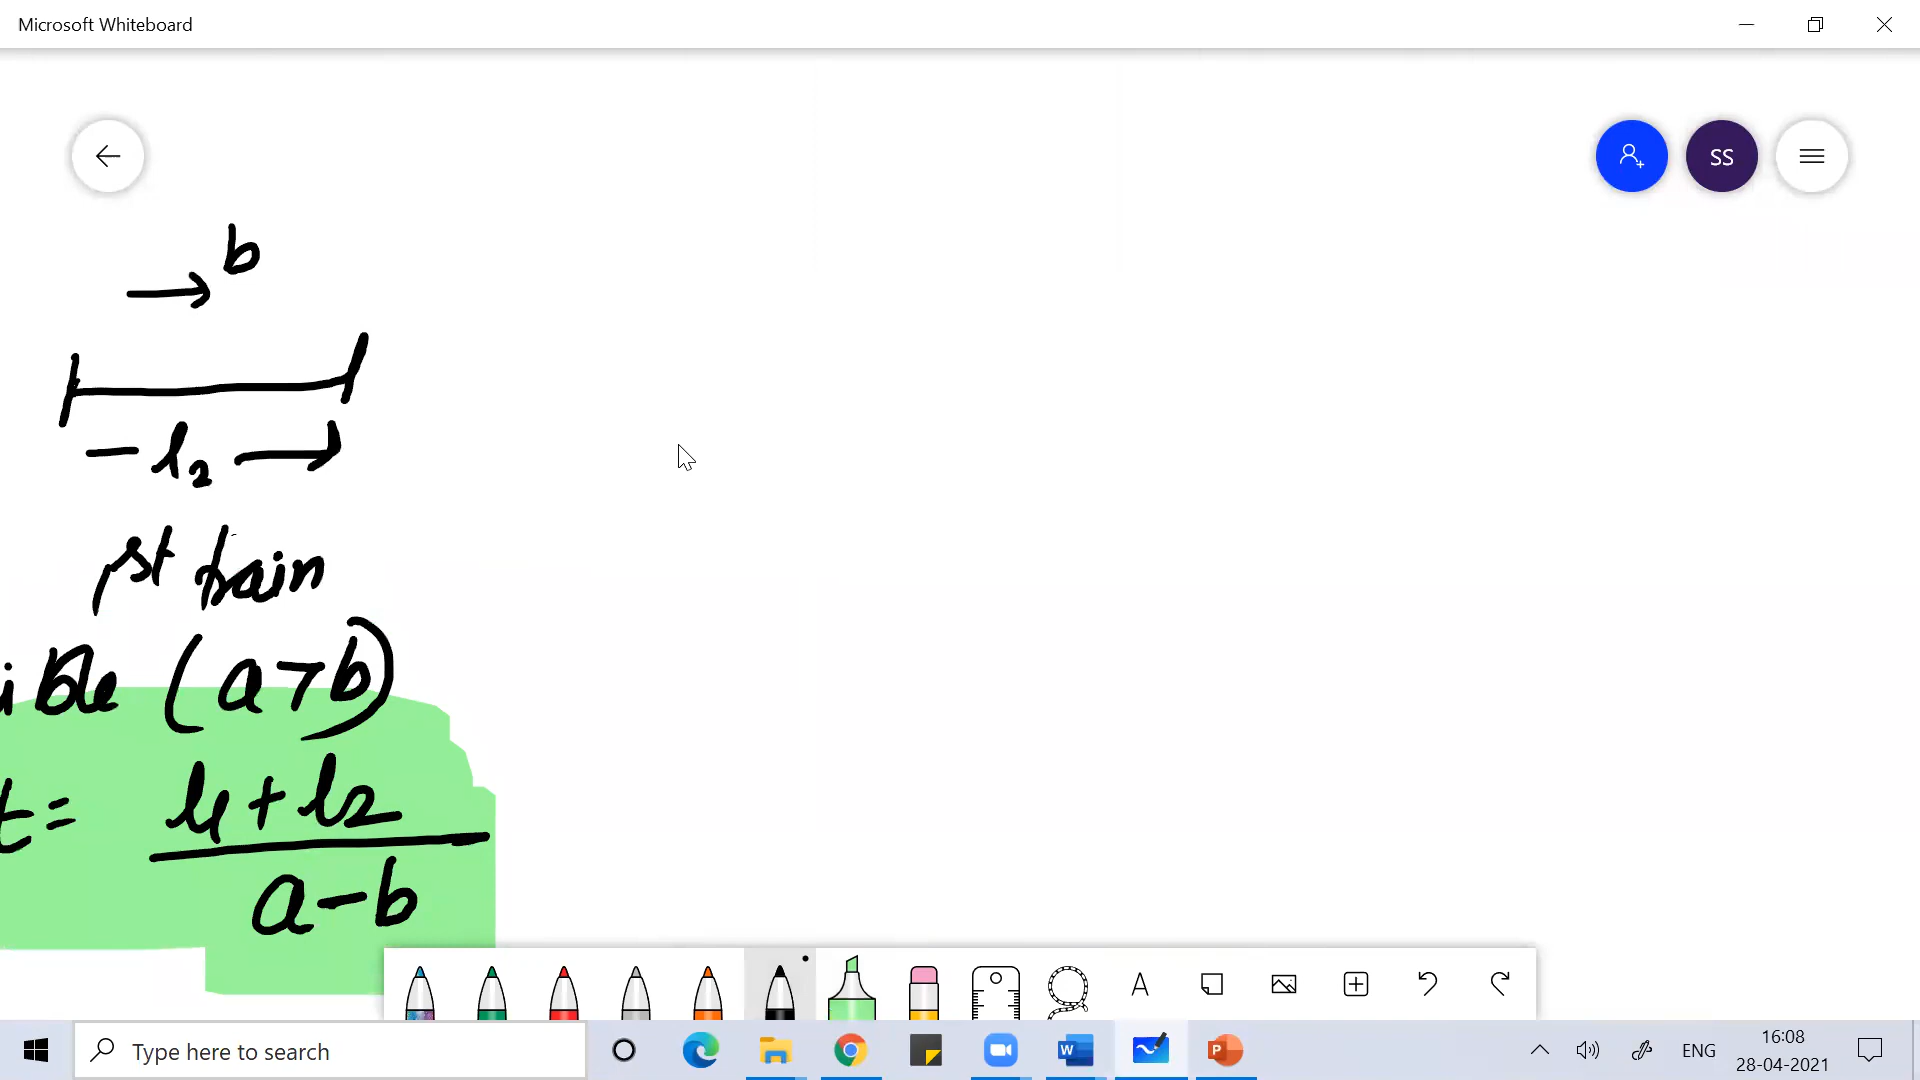 Microsoft Whiteboard
SS
b
l2
1st train
ible (a>b)
t= l1+l2
a-b
A
Type here to search
ENG
16:08
28-04-2021